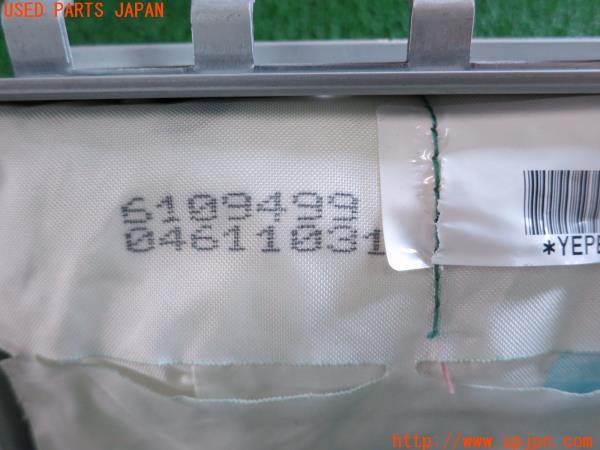 USED PARTS JAPAN
6109499
04611031
*YEPE
http://www.upjpn.com/